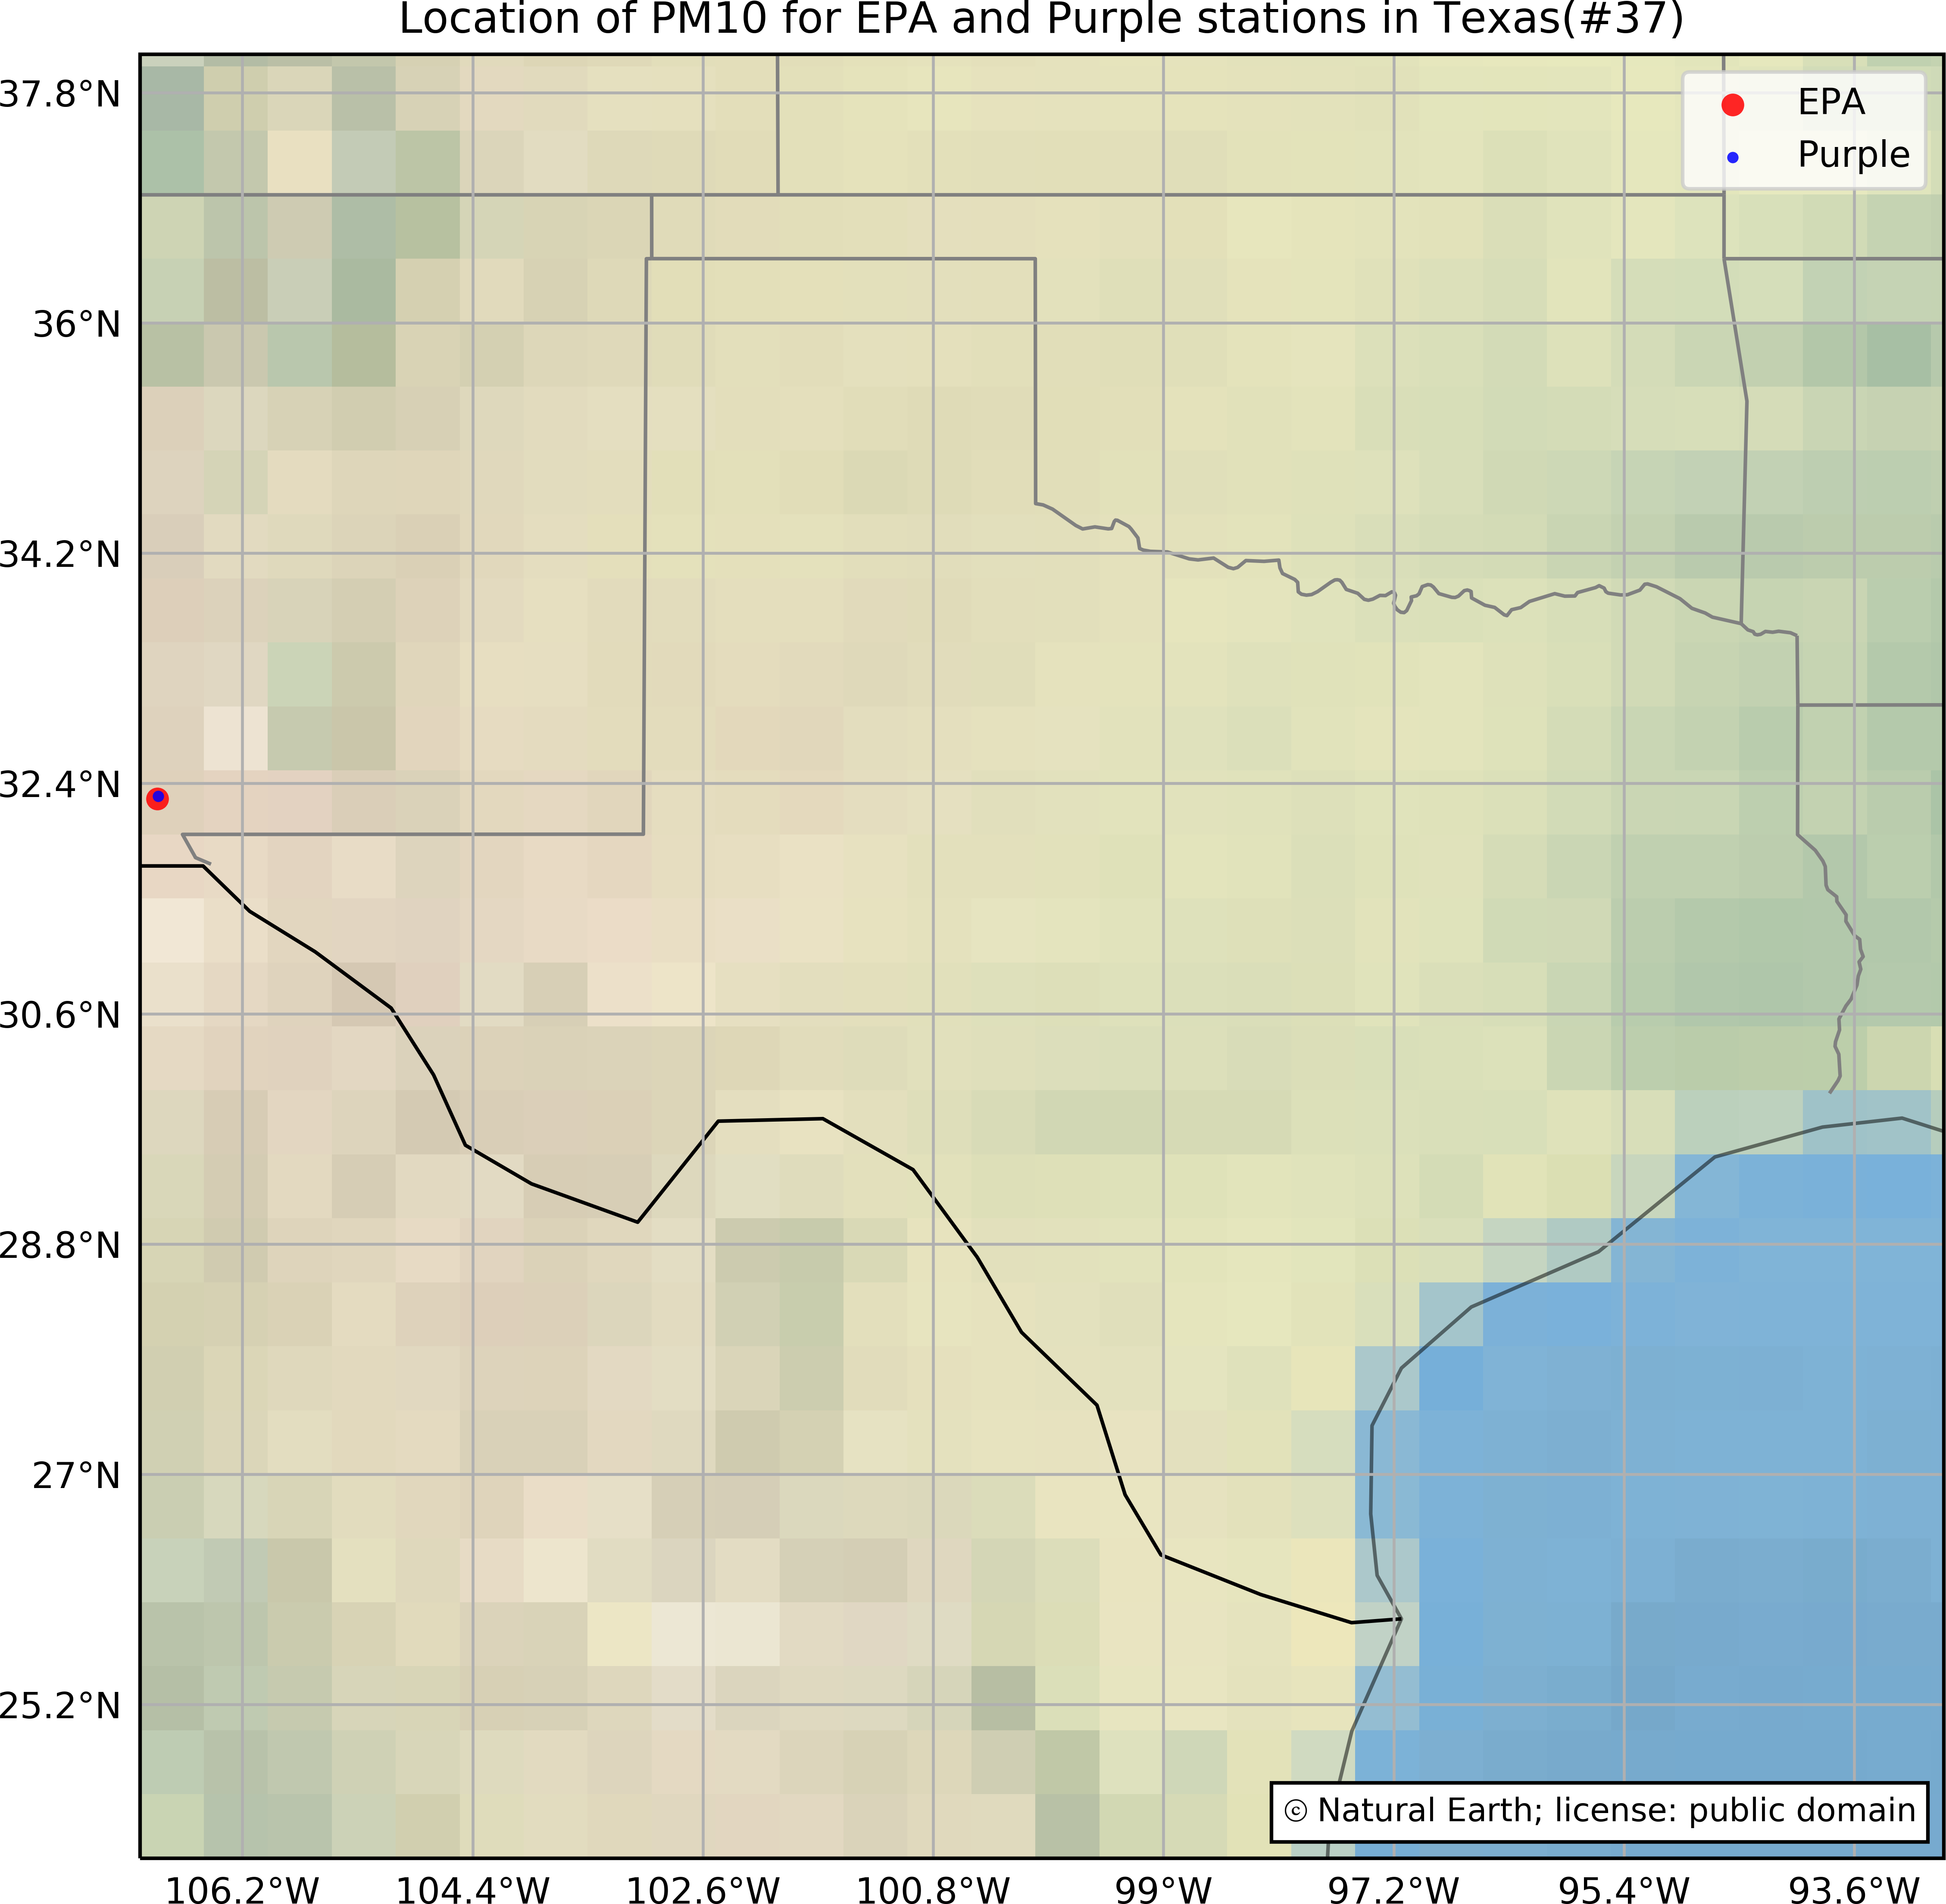 Location of PM10 for EPA and Purple stations in Texas(#37)
37.8°N
EPA
Purple
36°N
34.2°N
32.4°N
30.6°N
28.8°N
27°N
25.2°N
© Natural Earth; license: public domain
106.2°W 104.4°W 102.6°W 100.8°W 99°W 97.2°W 95.4°W 93.6°W